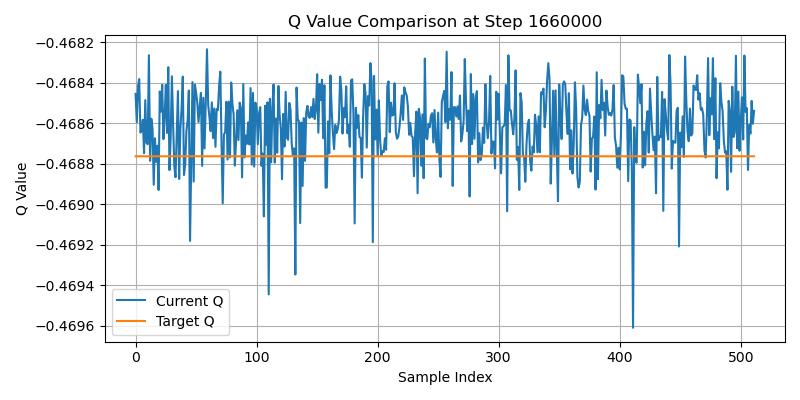 Q Value Comparison at Step 1660000
Q Value
−0.4682
−0.4684
−0.4686
−0.4688
−0.4690
−0.4692
−0.4694
−0.4696
Current Q
Target Q
0 100 200 300 400 500
Sample Index